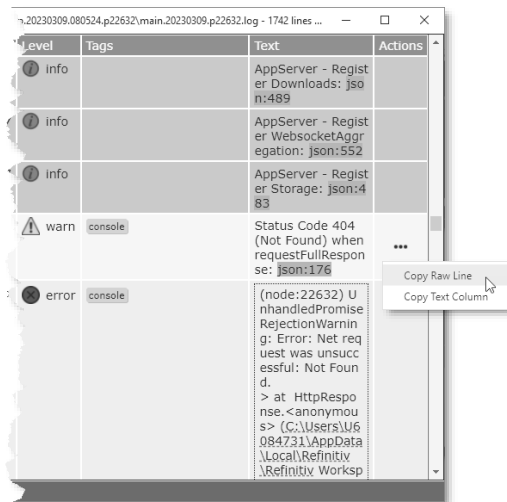 .20230309.080524.p22632\main.20230309.p22632.log - 1742 lines ...
Level Tags Text Actions
info
AppServer - Regist
er Downloads: jso
n:489
info
AppServer - Regist
er WebsocketAggr
egation: json:552
info
AppServer - Regist
er Storage: json:4
83
warn console
Status Code 404
(Not Found) when
requestFullRespon
se: json:176
•••
Copy Raw Line
Copy Text Column
error console
(node:22632) U
nhandledPromise
RejectionWarnin
g: Error: Net req
uest was unsucc
essful: Not Foun
d.
> at HttpRespo
nse.<anonymou
s> (C:\Users\U6
084731\AppData
\Local\Refinitiv
\Refinitiv Worksp